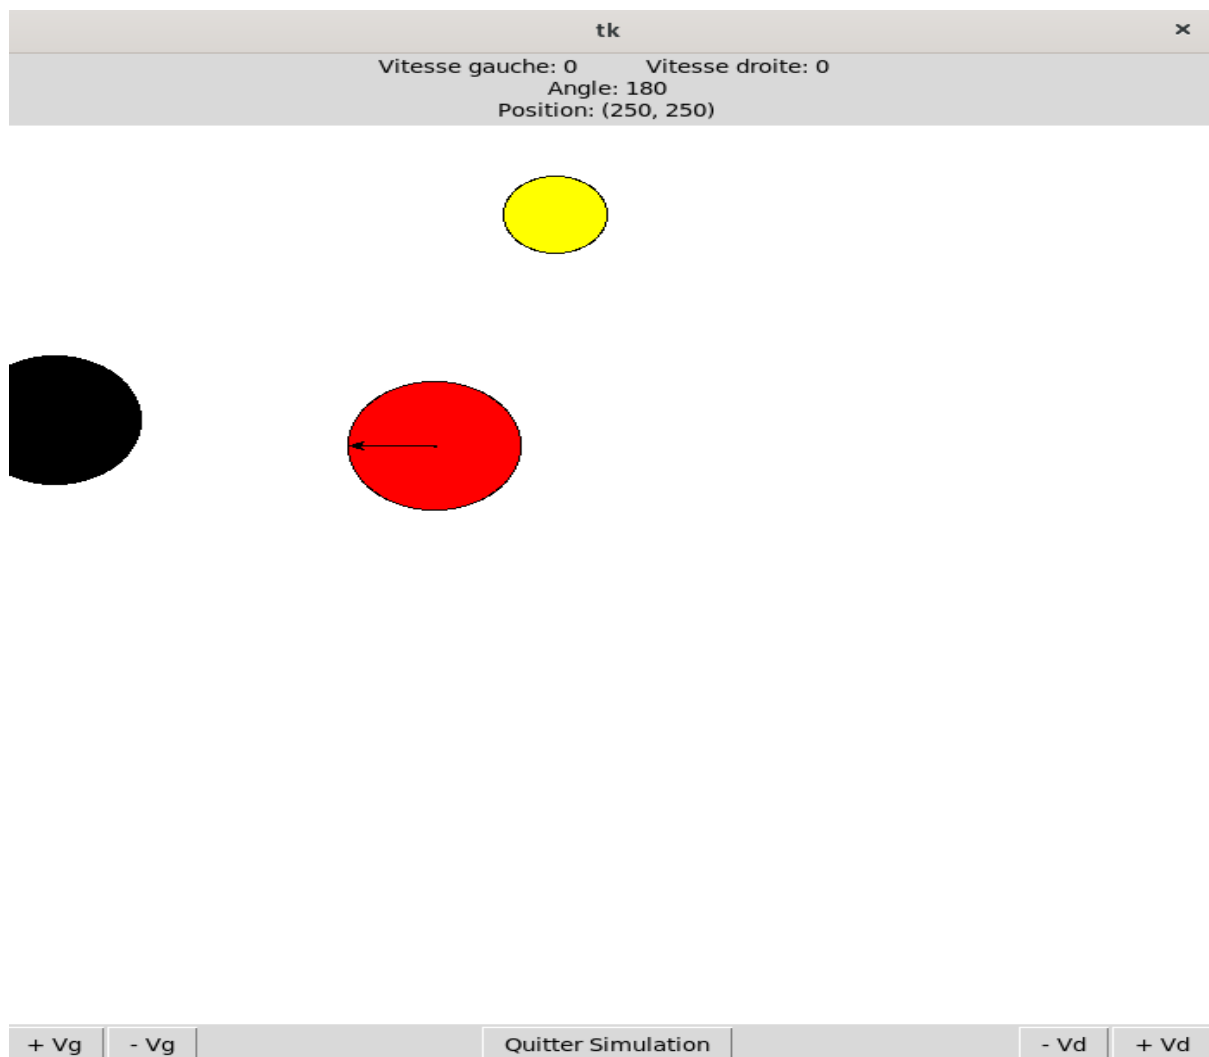 tk ×
Vitesse gauche: 0 Vitesse droite: 0
Angle: 180
Position: (250, 250)
+ Vg - Vg Quitter Simulation - Vd + Vd